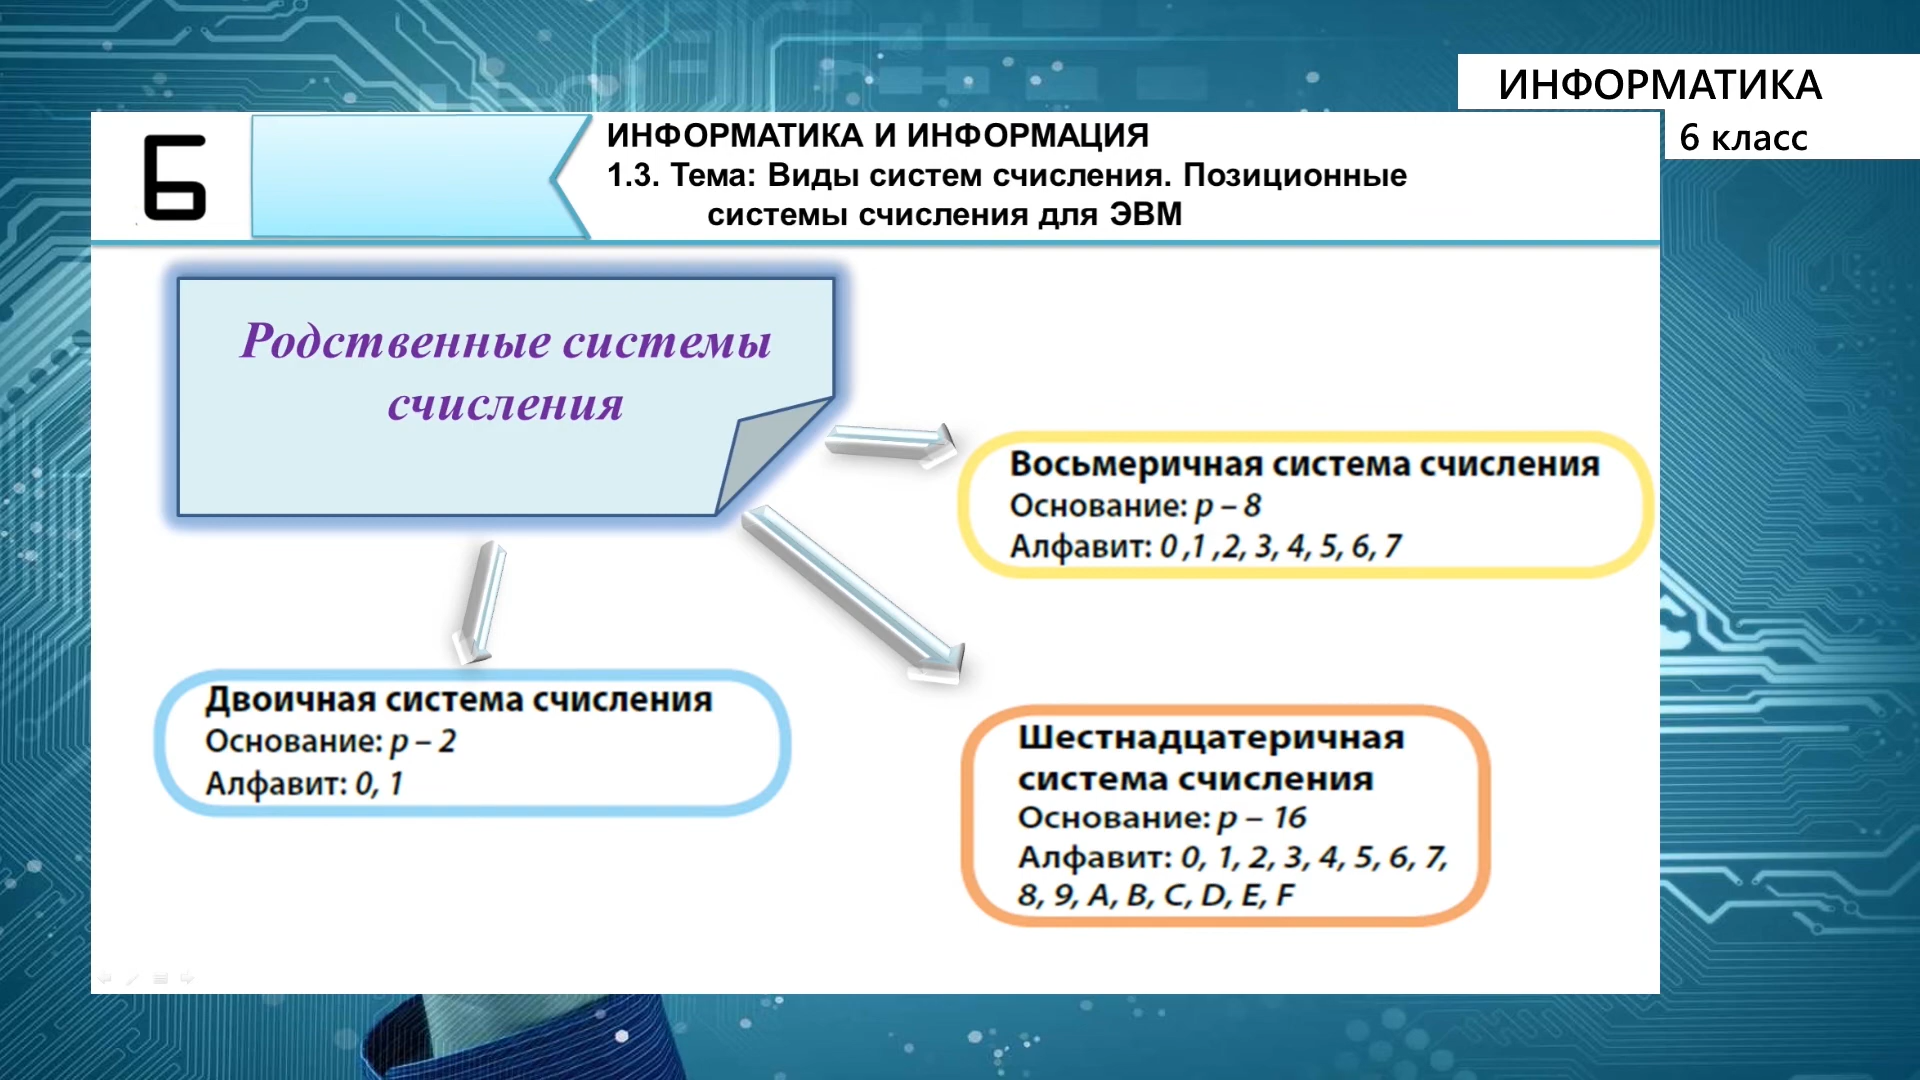 ИНФОРМАТИКА
6 класс
Б
ИНФОРМАТИКА И ИНФОРМАЦИЯ
1.3. Тема: Виды систем счисления. Позиционные
системы счисления для ЭВМ
Родственные системы
счисления
Восьмеричная система счисления
Основание: p – 8
Алфавит: 0 ,1 ,2, 3, 4, 5, 6, 7
Двоичная система счисления
Основание: p – 2
Алфавит: 0, 1
Шестнадцатеричная
система счисления
Основание: p – 16
Алфавит: 0, 1, 2, 3, 4, 5, 6, 7,
8, 9, A, B, C, D, E, F